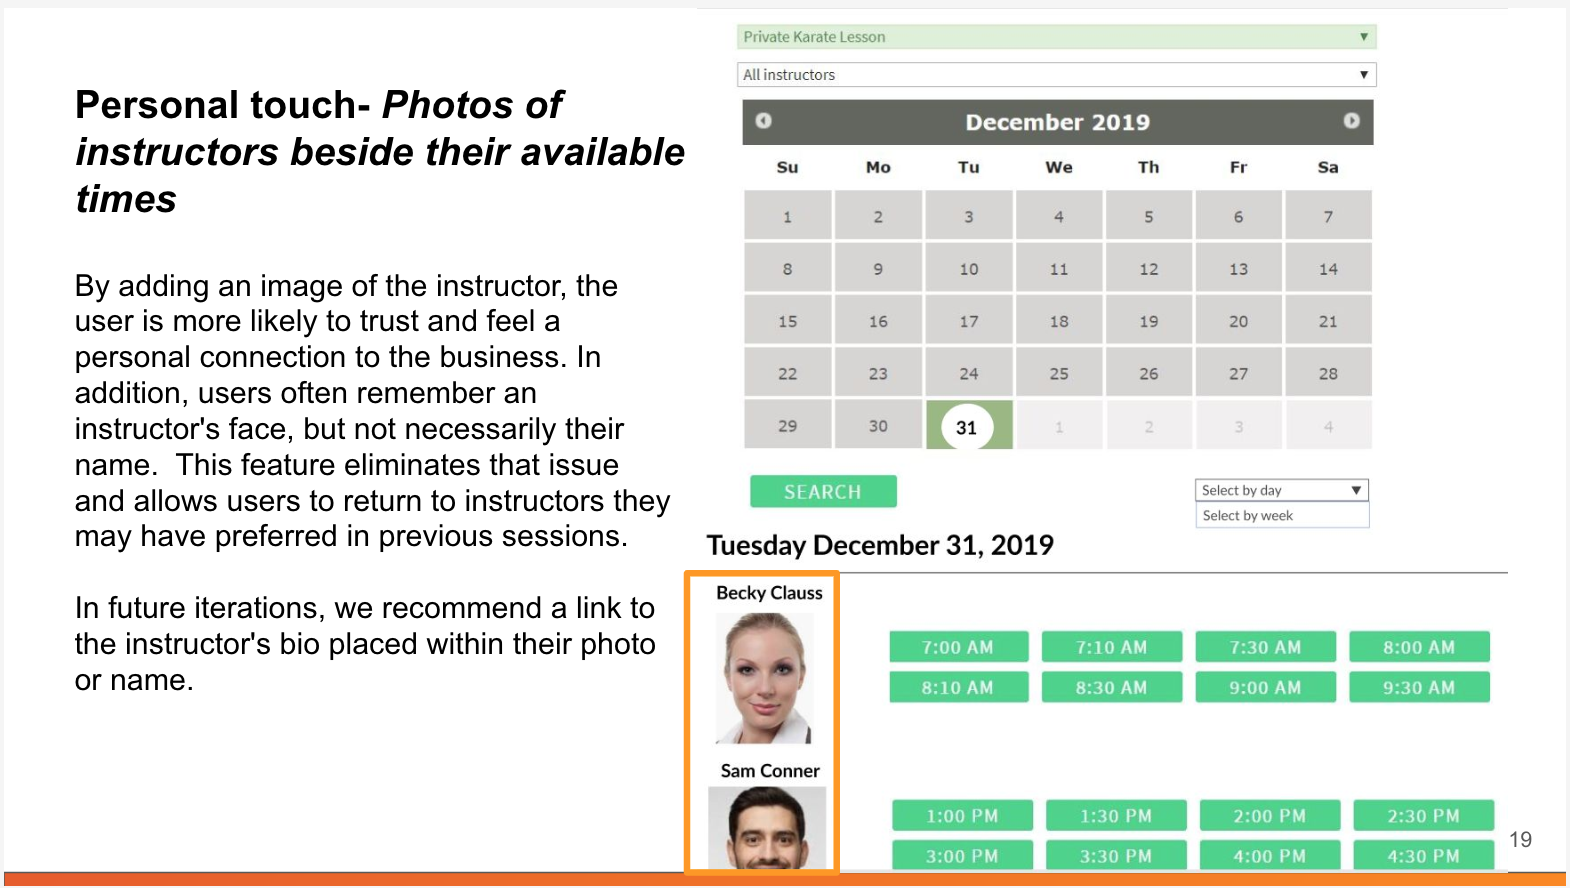 Personal touch- Photos of
instructors beside their available
times
By adding an image of the instructor, the
user is more likely to trust and feel a
personal connection to the business. In
addition, users often remember an
instructor's face, but not necessarily their
name.  This feature eliminates that issue
and allows users to return to instructors they
may have preferred in previous sessions.
In future iterations, we recommend a link to
the instructor's bio placed within their photo
or name.
Private Karate Lesson
All instructors
December 2019
Su Mo Tu We Th Fr Sa
1 2 3 4 5 6 7
8 9 10 11 12 13 14
15 16 17 18 19 20 21
22 23 24 25 26 27 28
29 30 31 1 2 3 4
SEARCH
Select by day
Select by week
Tuesday December 31, 2019
Becky Clauss
7:00 AM 7:10 AM 7:30 AM 8:00 AM
8:10 AM 8:30 AM 9:00 AM 9:30 AM
Sam Conner
1:00 PM 1:30 PM 2:00 PM 2:30 PM
3:00 PM 3:30 PM 4:00 PM 4:30 PM
19